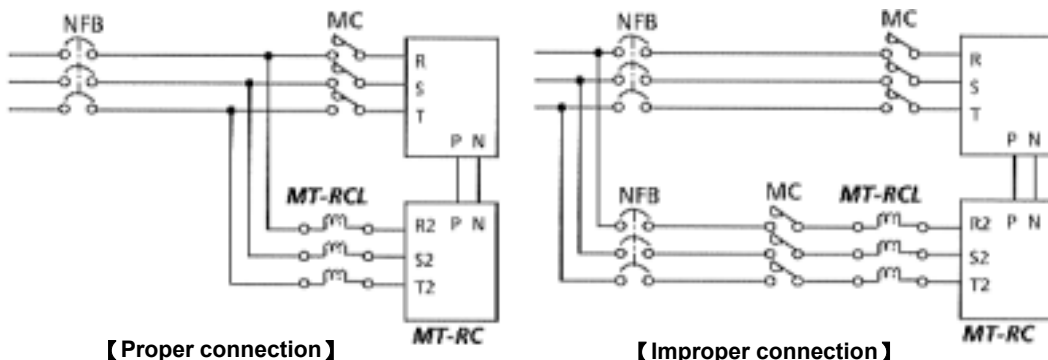 NFB MC
R
S
T
P N
MT-RCL
R2 P N
S2
T2
MT-RC
【Proper connection】
NFB MC
R
S
T
P N
NFB MC MT-RCL
R2 P N
S2
T2
MT-RC
【Improper connection】